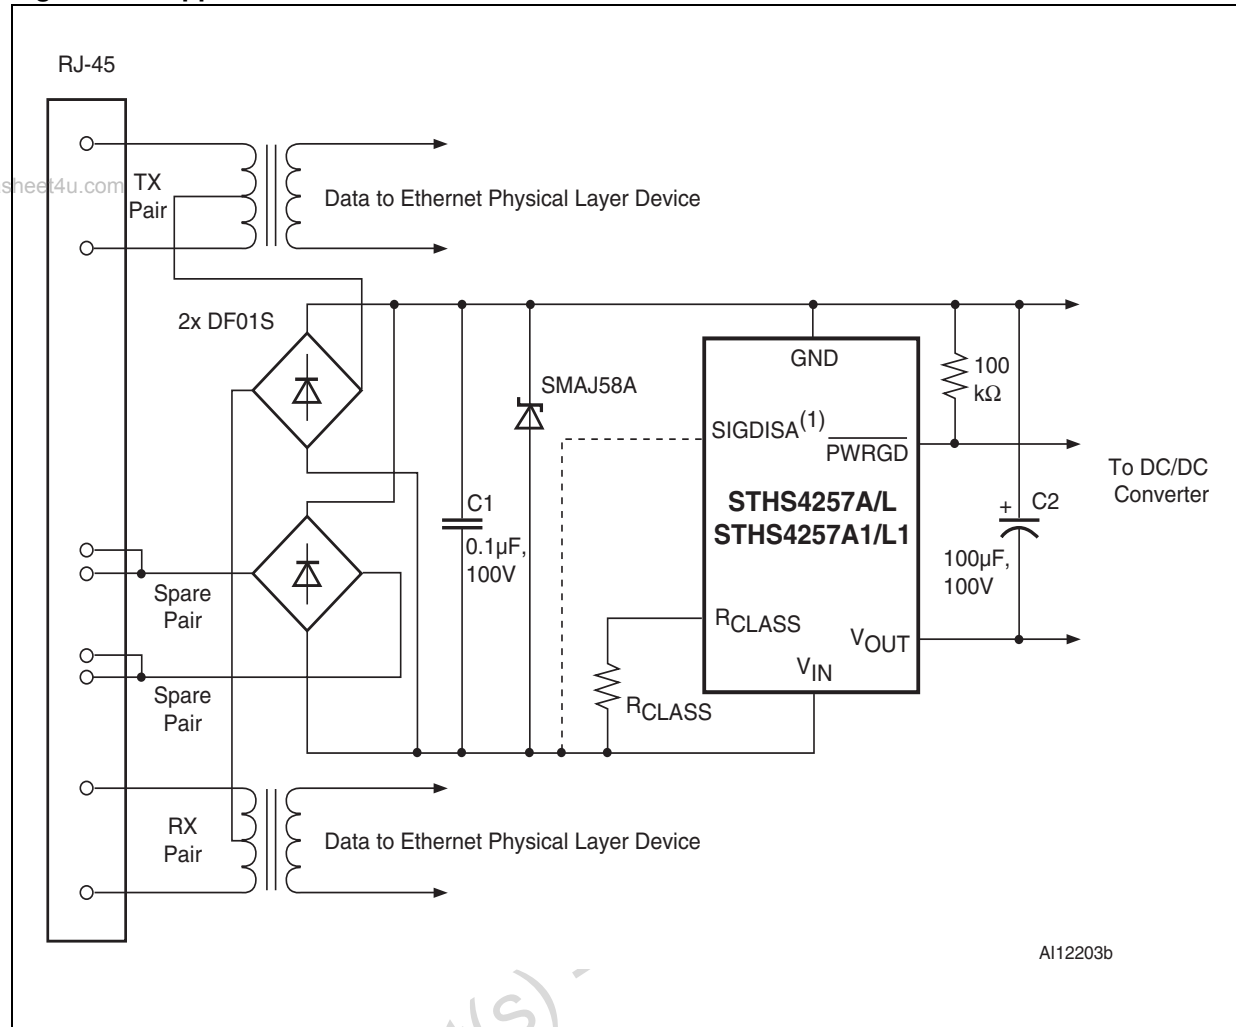 RJ-45
sheet4u.com
TX
Pair
Data to Ethernet Physical Layer Device
2x DF01S
SMAJ58A
GND
100
kΩ
SIGDISA(1)
PWRGD
To DC/DC
Converter
STHS4257A/L
STHS4257A1/L1
C1
0.1µF,
100V
+ C2
100µF,
100V
Spare
Pair
RCLASS
VOUT
VIN
RCLASS
Spare
Pair
RX
Pair
Data to Ethernet Physical Layer Device
AI12203b
(s)